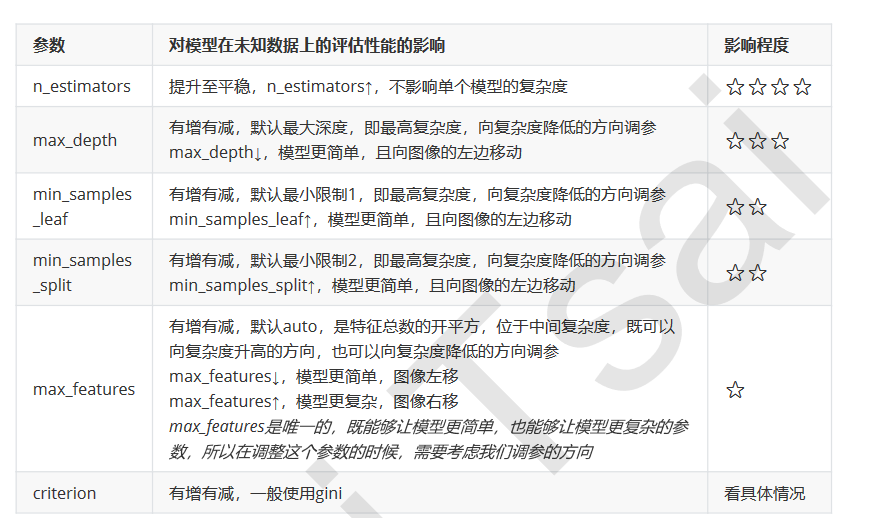 参数 对模型在未知数据上的评估性能的影响 影响程度
n_estimators 提升至平稳，n_estimators↑，不影响单个模型的复杂度 ☆☆☆☆
max_depth 有增有减，默认最大深度，即最高复杂度，向复杂度降低的方向调参
max_depth↓，模型更简单，且向图像的左边移动 ☆☆☆
min_samples
_leaf 有增有减，默认最小限制1，即最高复杂度，向复杂度降低的方向调参
min_samples_leaf↑，模型更简单，且向图像的左边移动 ☆☆
min_samples
_split 有增有减，默认最小限制2，即最高复杂度，向复杂度降低的方向调参
min_samples_split↑，模型更简单，且向图像的左边移动 ☆☆
max_features 有增有减，默认auto，是特征总数的开平方，位于中间复杂度，既可以
向复杂度升高的方向，也可以向复杂度降低的方向调参
max_features↓，模型更简单，图像左移
max_features↑，模型更复杂，图像右移
max_features是唯一的，既能够让模型更简单，也能够让模型更复杂的参
数，所以在调整这个参数的时候，需要考虑我们调参的方向 ☆
criterion 有增有减，一般使用gini 看具体情况
Tsai